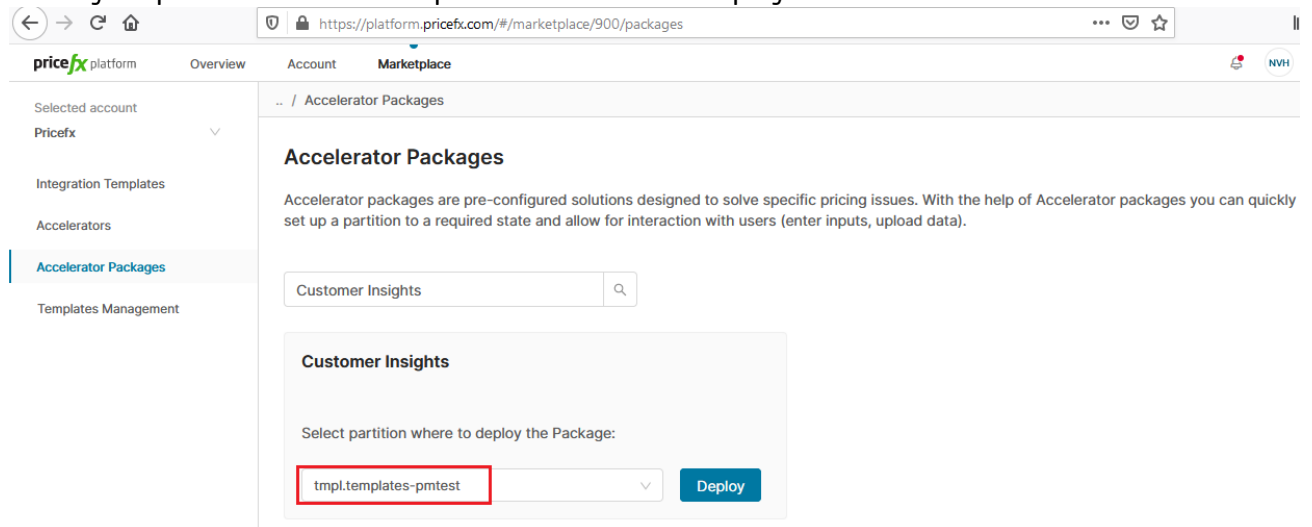 https://platform.pricefx.com/#/marketplace/900/packages
pricefx platform Overview Account Marketplace NVH
Selected account
Pricefx
Integration Templates
Accelerators
Accelerator Packages
Templates Management
.. / Accelerator Packages
Accelerator Packages
Accelerator packages are pre-configured solutions designed to solve specific pricing issues. With the help of Accelerator packages you can quickly
set up a partition to a required state and allow for interaction with users (enter inputs, upload data).
Customer Insights
Customer Insights
Select partition where to deploy the Package:
tmpl.templates-pmtest
Deploy